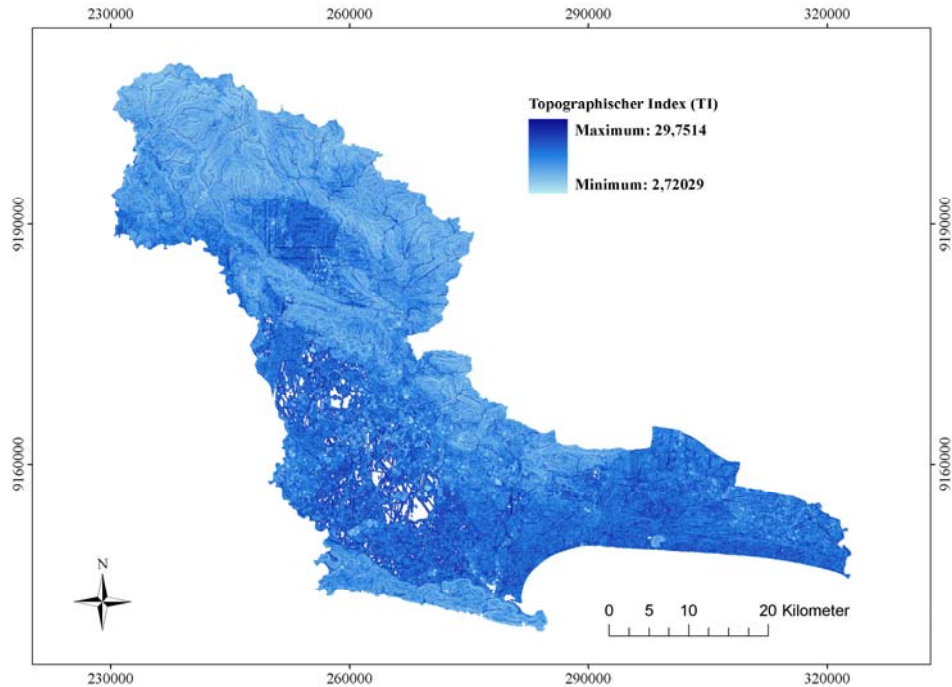 230000 260000 290000 320000
Topographischer Index (TI)
Maximum: 29,7514
Minimum: 2,72029
9190000 9190000
9160000 9160000
N
0 5 10 20 Kilometer
230000 260000 290000 320000